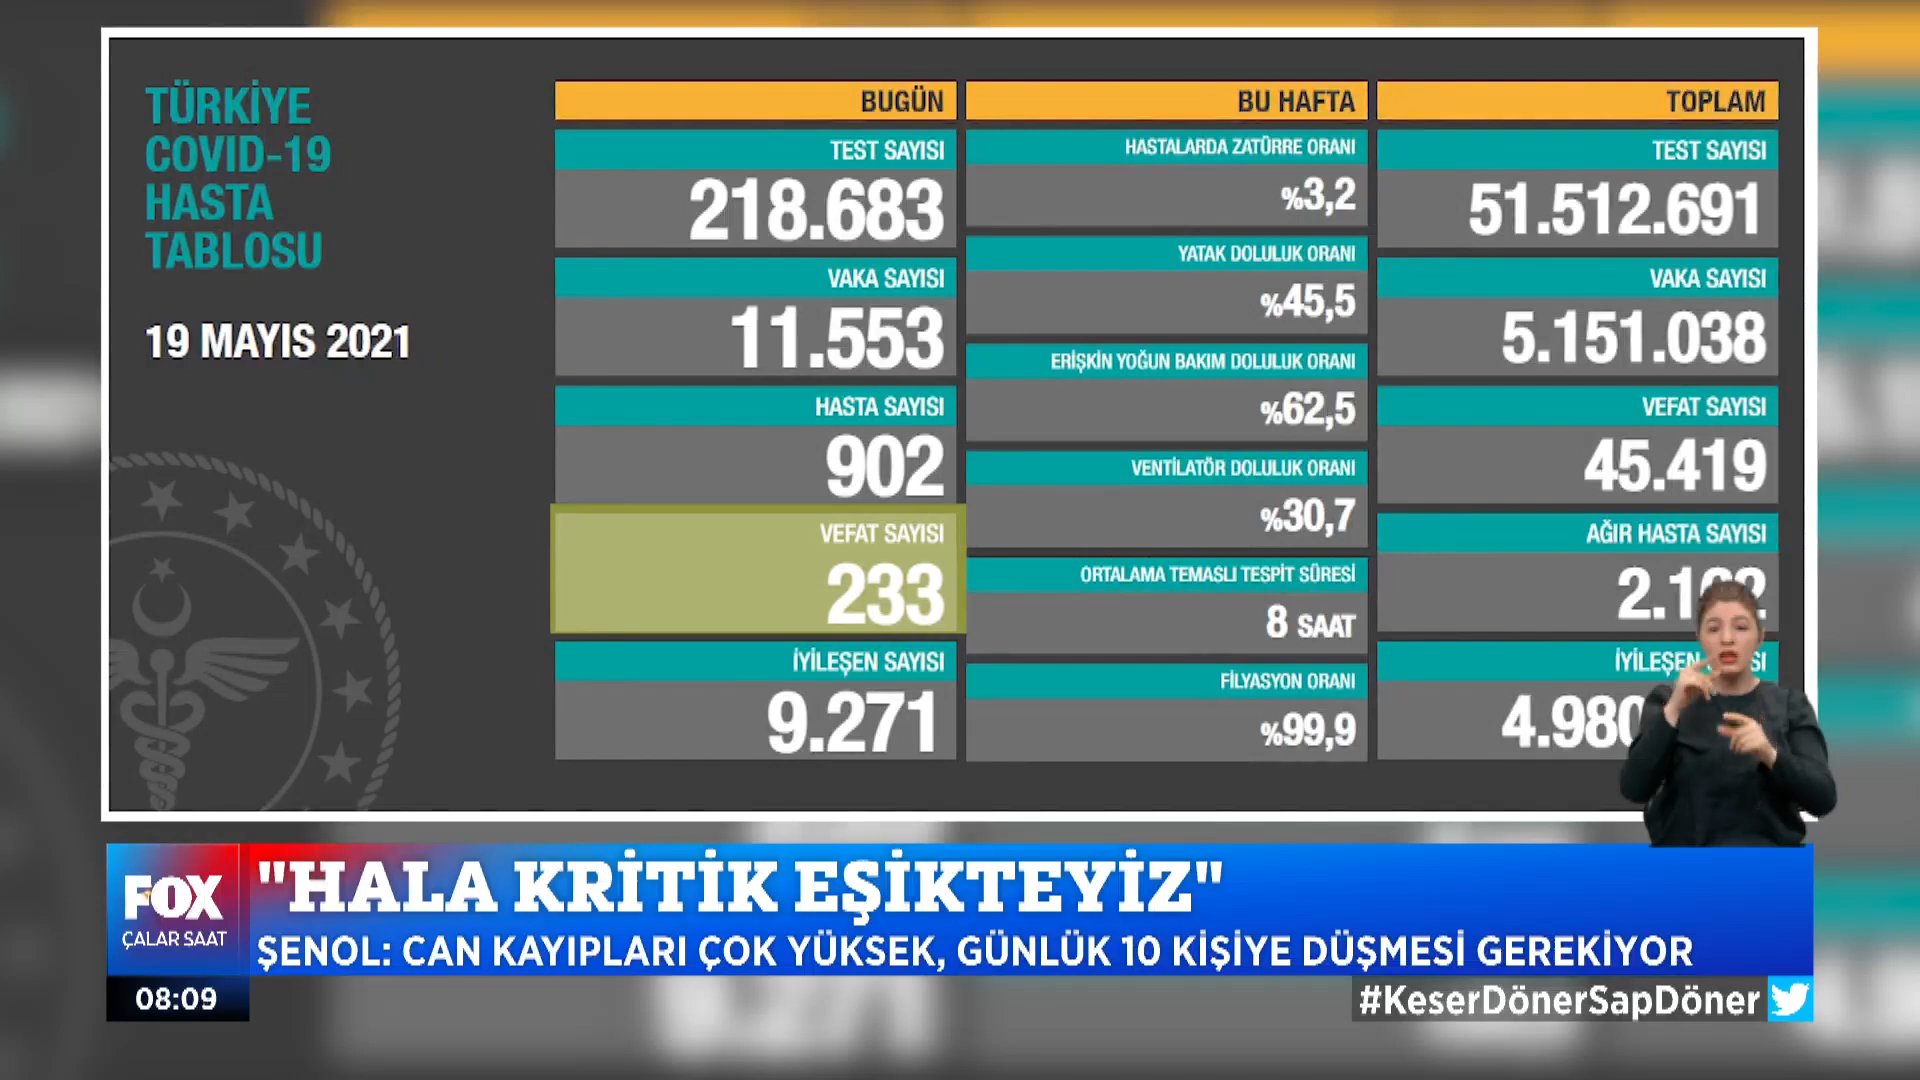 TÜRKİYE
COVID-19
HASTA
TABLOSU
19 MAYIS 2021
BUGÜN
TEST SAYISI
218.683
VAKA SAYISI
11.553
HASTA SAYISI
902
VEFAT SAYISI
233
İYİLEŞEN SAYISI
9.271
BU HAFTA
HASTALARDA ZATÜRRE ORANI
%3,2
YATAK DOLULUK ORANI
%45,5
ERİŞKİN YOĞUN BAKIM DOLULUK ORANI
%62,5
VENTİLATÖR DOLULUK ORANI
%30,7
ORTALAMA TEMASLI TESPİT SÜRESİ
8 SAAT
FİLYASYON ORANI
%99,9
TOPLAM
TEST SAYISI
51.512.691
VAKA SAYISI
5.151.038
VEFAT SAYISI
45.419
AĞIR HASTA SAYISI
İYİLEŞEN
FOX
ÇALAR SAAT
08:09
"HALA KRİTİK EŞİKTEYİZ"
ŞENOL: CAN KAYIPLARI ÇOK YÜKSEK, GÜNLÜK 10 KİŞİYE DÜŞMESİ GEREKİYOR
#KeserDönerSapDöner